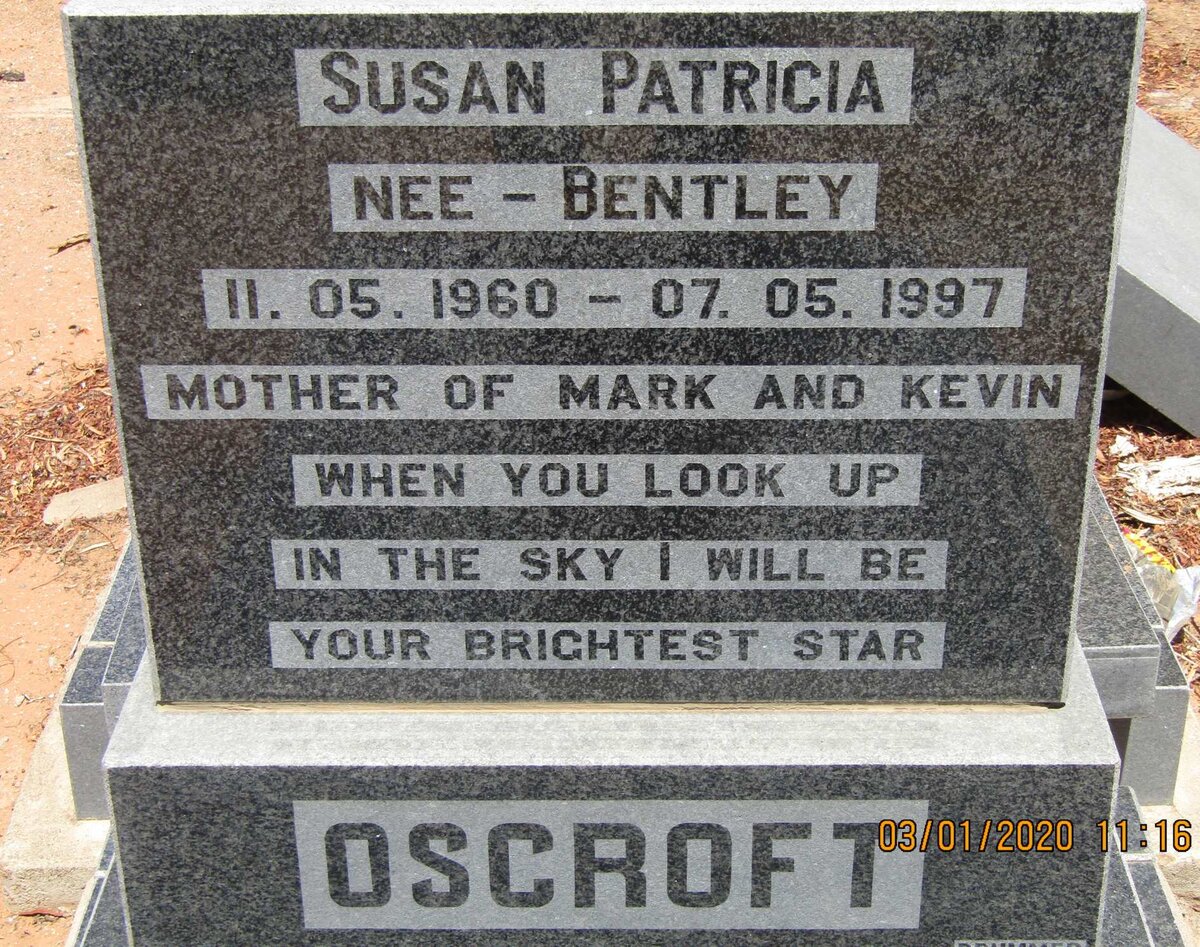 SUSAN PATRICIA
NEE - BENTLEY
11. 05. 1960 - 07. 05. 1997
MOTHER OF MARK AND KEVIN
WHEN YOU LOOK UP
IN THE SKY I WILL BE
YOUR BRIGHTEST STAR
OSCROFT
03/01/2020 11:16